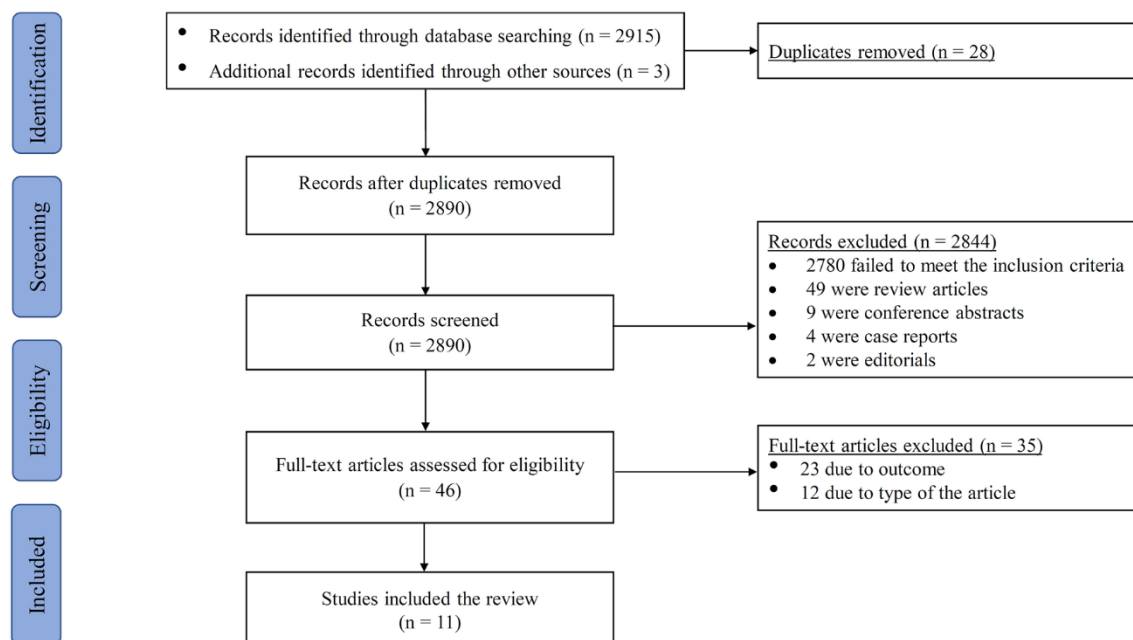 Identification
• Records identified through database searching (n = 2915)
• Additional records identified through other sources (n = 3)
Duplicates removed (n = 28)
Records after duplicates removed
(n = 2890)
Screening
Records screened
(n = 2890)
Records excluded (n = 2844)
• 2780 failed to meet the inclusion criteria
• 49 were review articles
• 9 were conference abstracts
• 4 were case reports
• 2 were editorials
Eligibility
Full-text articles assessed for eligibility
(n = 46)
Full-text articles excluded (n = 35)
• 23 due to outcome
• 12 due to type of the article
Included
Studies included the review
(n = 11)